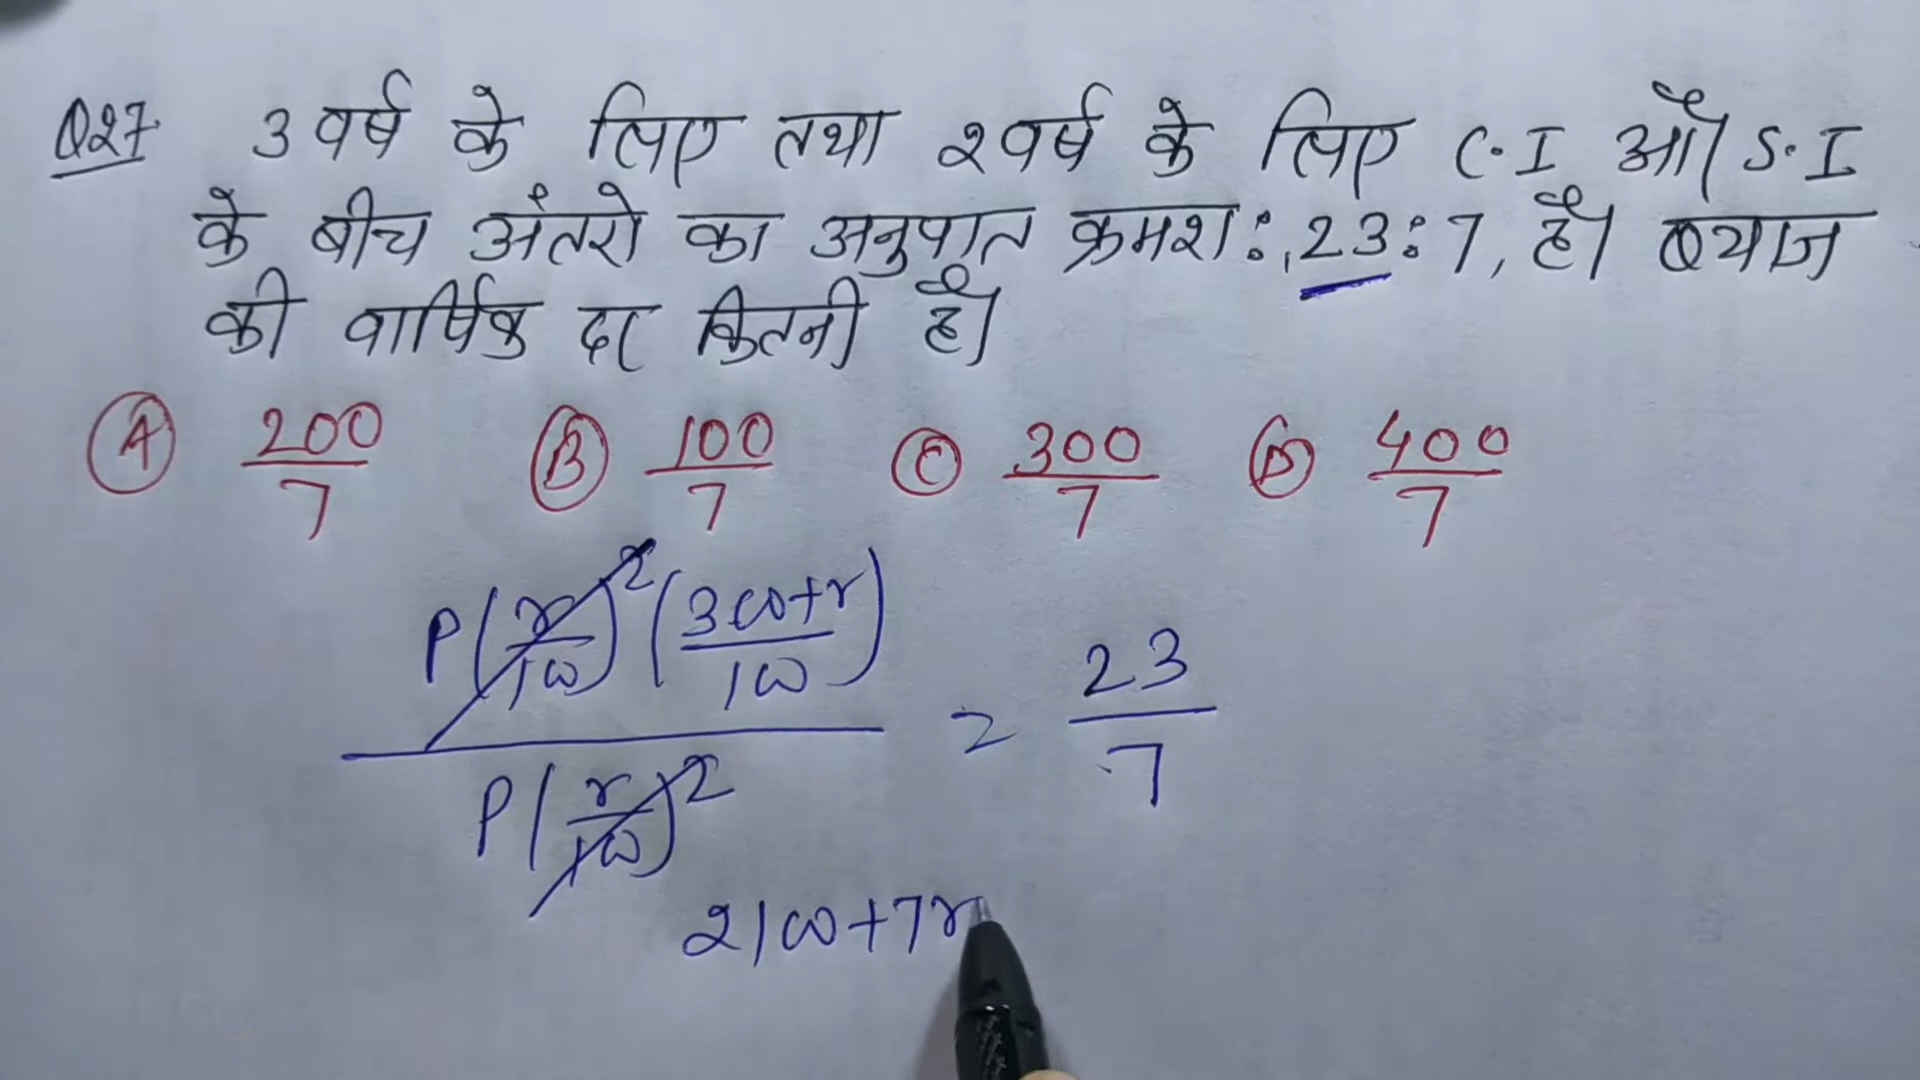 Q27. 3 वर्ष के लिए तथा 2 वर्ष के लिए C.I और S.I
के बीच अंतरो का अनुपात क्रमश: 23:7, है। ब्याज
की वार्षिक दर कितनी है।
(A) 200/7 (B) 100/7 (C) 300/7 (D) 400/7
P(r/100)²(300+r/100)
= 23/7
P(r/100)²
2100+7r